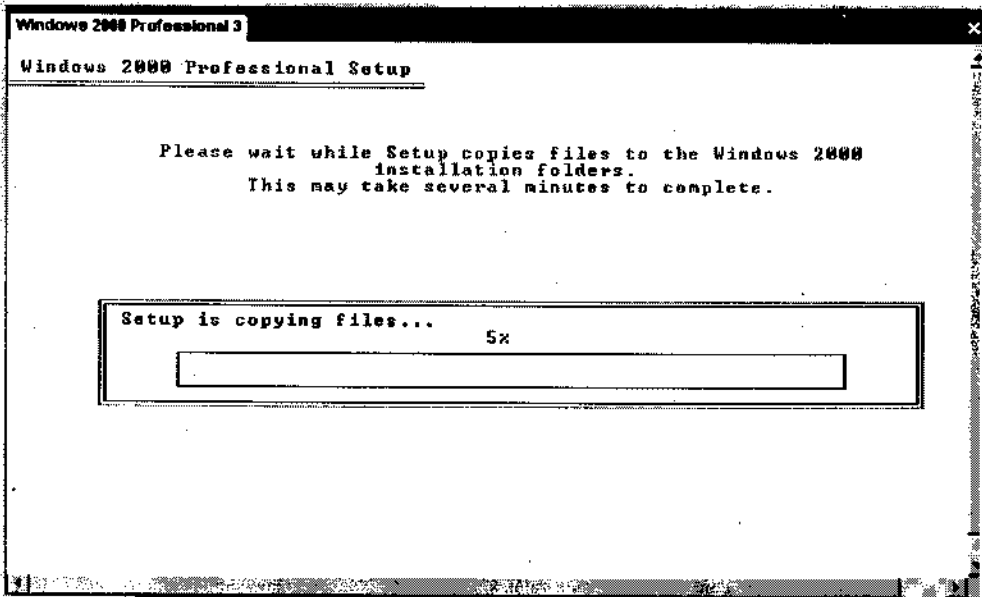 Windows 2000 Professional 3
Windows 2000 Professional Setup
Please wait while Setup copies files to the Windows 2000
installation folders.
This may take several minutes to complete.
Setup is copying files...
5%